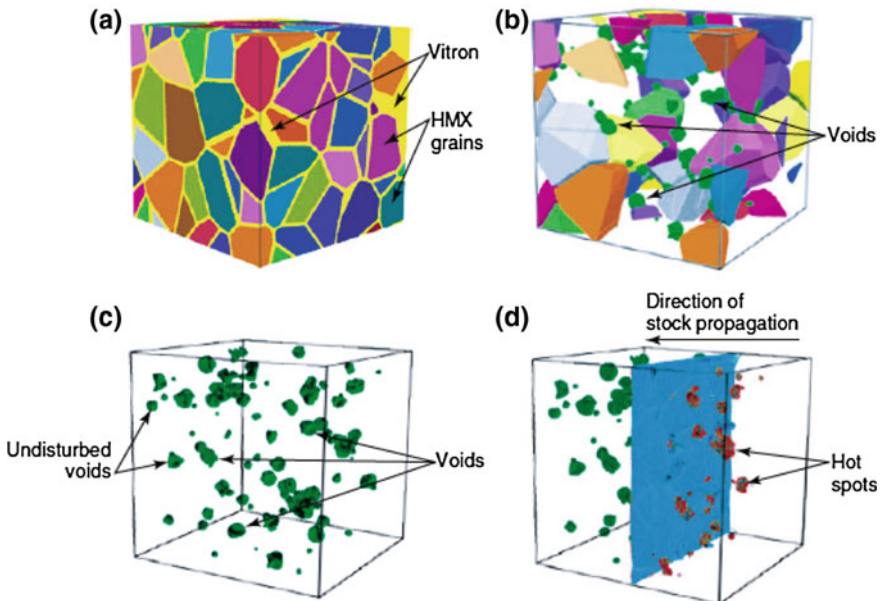 (a)
Vitron
HMX
grains
(b)
Voids
(c)
Undisturbed
voids
Voids
(d)
Direction of
stock propagation
Hot
spots